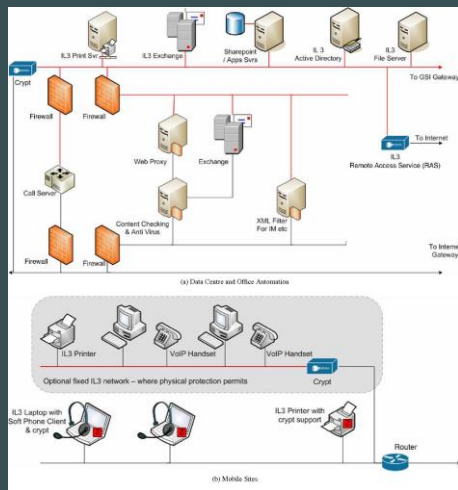 IL3 Print Svr
IL3 Exchange
Sharepoint
/ Apps Svrs
IL 3
Active Directory
IL3
File Server
Crypt
To GSI Gateway
Firewall
Firewall
To Internet
Web Proxy
Exchange
IL3
Remote Access Service (RAS)
Call Server
Content Checking
& Anti Virus
XML Filter
For IM etc
Firewall
Firewall
To Internet
Gateway
(a) Data Centre and Office Automation
IL3 Printer
VoIP Handset
VoIP Handset
Crypt
Optional fixed IL3 network – where physical protection permits
IL3 Laptop with
Soft Phone Client
& crypt
IL3 Printer with
crypt support
Router
(b) Mobile Sites